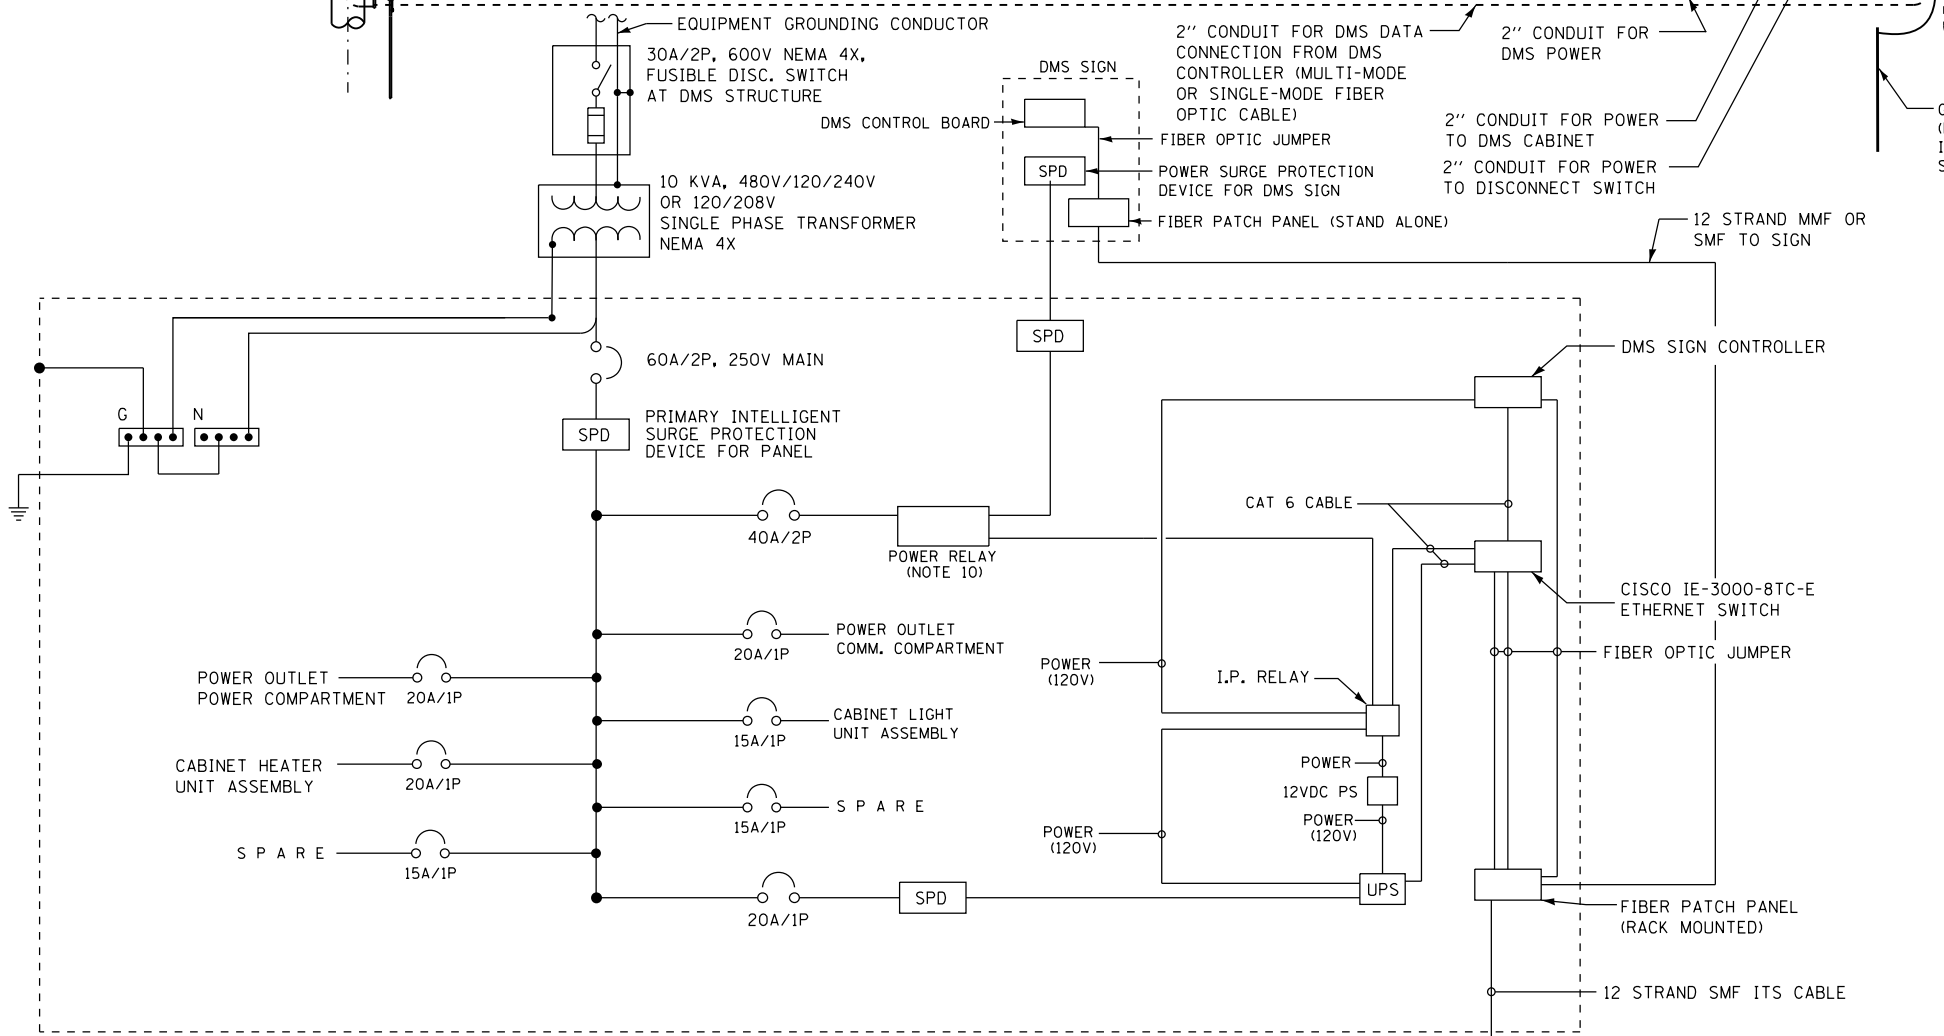 EQUIPMENT GROUNDING CONDUCTOR
30A/2P, 600V NEMA 4X,
FUSIBLE DISC. SWITCH
AT DMS STRUCTURE
DMS SIGN
2'' CONDUIT FOR DMS DATA
CONNECTION FROM DMS
CONTROLLER (MULTI-MODE
OR SINGLE-MODE FIBER
OPTIC CABLE)
2'' CONDUIT FOR
DMS POWER
DMS CONTROL BOARD
FIBER OPTIC JUMPER
2'' CONDUIT FOR POWER
TO DMS CABINET
2'' CONDUIT FOR POWER
TO DISCONNECT SWITCH
SPD
POWER SURGE PROTECTION
DEVICE FOR DMS SIGN
10 KVA, 480V/120/240V
OR 120/208V
SINGLE PHASE TRANSFORMER
NEMA 4X
FIBER PATCH PANEL (STAND ALONE)
12 STRAND MMF OR
SMF TO SIGN
SPD
DMS SIGN CONTROLLER
60A/2P, 250V MAIN
G
N
SPD
PRIMARY INTELLIGENT
SURGE PROTECTION
DEVICE FOR PANEL
CAT 6 CABLE
40A/2P
POWER RELAY
(NOTE 10)
CISCO IE-3000-8TC-E
ETHERNET SWITCH
POWER OUTLET
COMM. COMPARTMENT
20A/1P
FIBER OPTIC JUMPER
POWER
(120V)
I.P. RELAY
POWER OUTLET
POWER COMPARTMENT
20A/1P
CABINET LIGHT
UNIT ASSEMBLY
15A/1P
CABINET HEATER
UNIT ASSEMBLY
20A/1P
POWER
12VDC PS
POWER
(120V)
SPARE
15A/1P
POWER
(120V)
SPARE
15A/1P
20A/1P
SPD
UPS
FIBER PATCH PANEL
(RACK MOUNTED)
12 STRAND SMF ITS CABLE